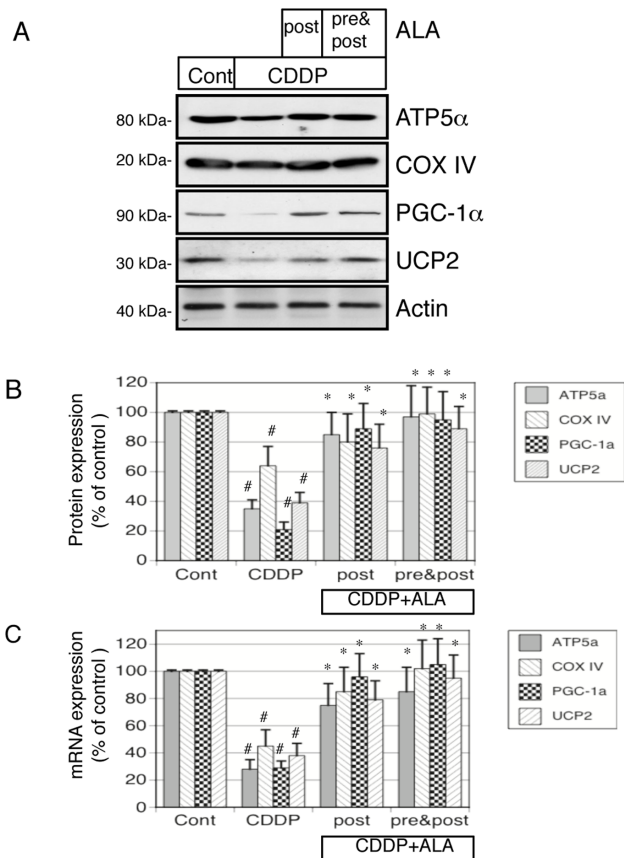 A
post pre& post ALA
Cont CDDP
80 kDa- ATP5α
20 kDa- COX IV
90 kDa- PGC-1α
30 kDa- UCP2
40 kDa- Actin
B
Protein expression
(% of control )
120
100
80
60
40
20
0
# # # #
* * * *
* * * *
Cont CDDP post pre&post
CDDP+ALA
ATP5a
COX IV
PGC-1a
UCP2
C
mRNA expression
(% of control )
120
100
80
60
40
20
0
# # # #
* * * *
* * * *
Cont CDDP post pre&post
CDDP+ALA
ATP5a
COX IV
PGC-1a
UCP2